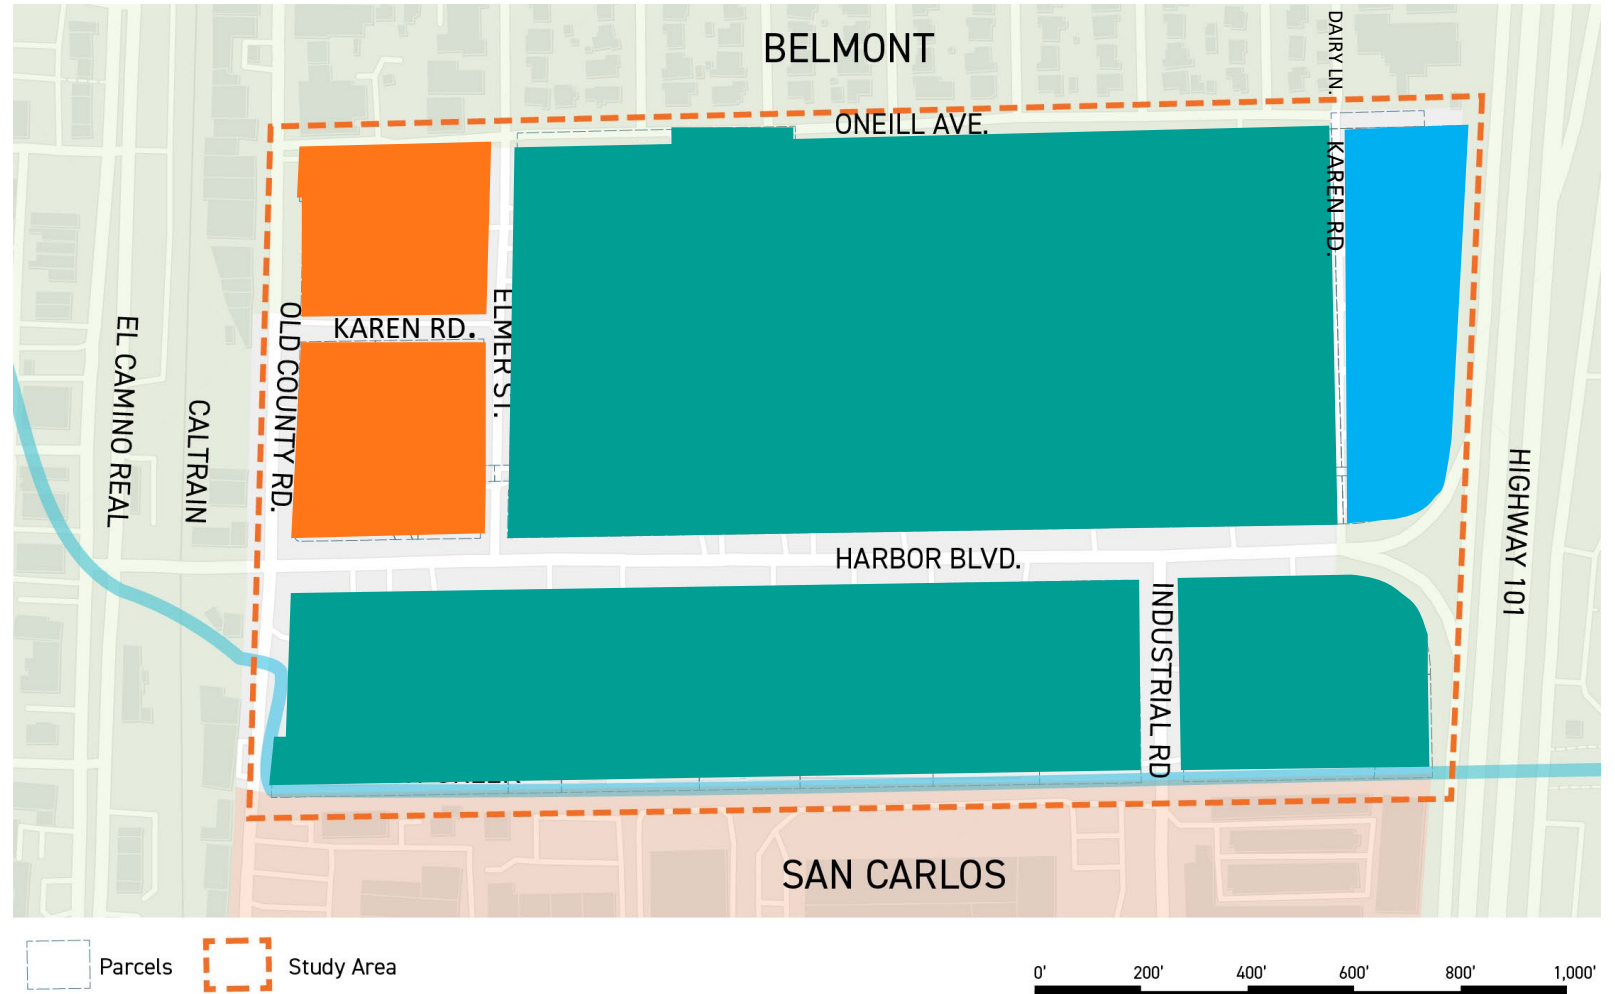 BELMONT
DAIRY LN.
ONEILL AVE.
KAREN RD.
OLD COUNTY RD.
KAREN RD.
ELMER ST.
EL CAMINO REAL
CALTRAIN
HIGHWAY 101
HARBOR BLVD.
INDUSTRIAL RD
SAN CARLOS
Parcels
Study Area
0'
200'
400'
600'
800'
1,000'